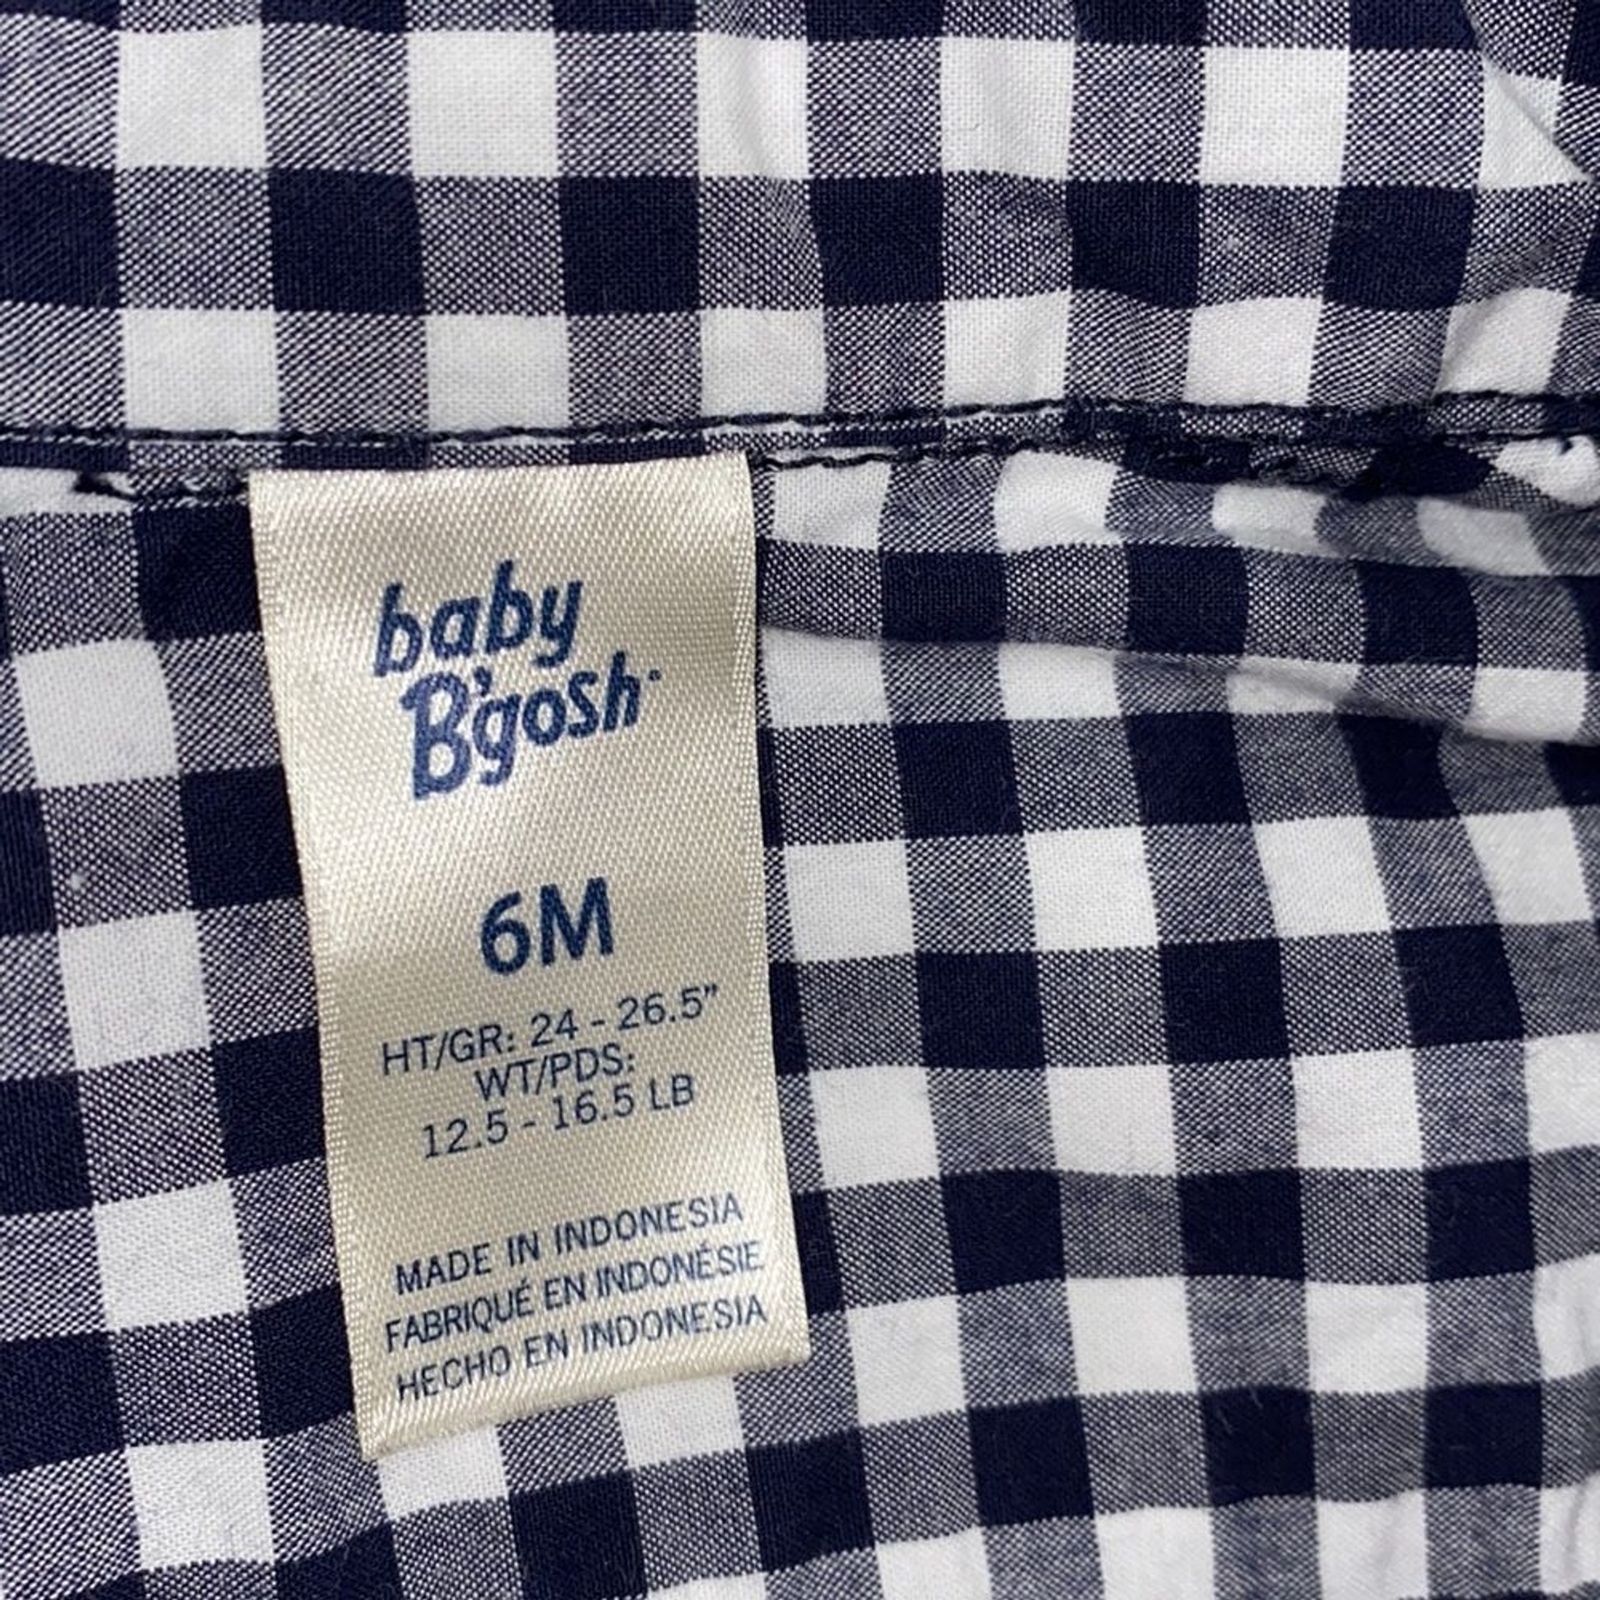 baby
B'gosh
6M
HT/GR: 24 - 26.5"
WT/PDS:
12.5 - 16.5 LB
MADE IN INDONESIA
FABRIQUÉ EN INDONÉSIE
HECHO EN INDONESIA